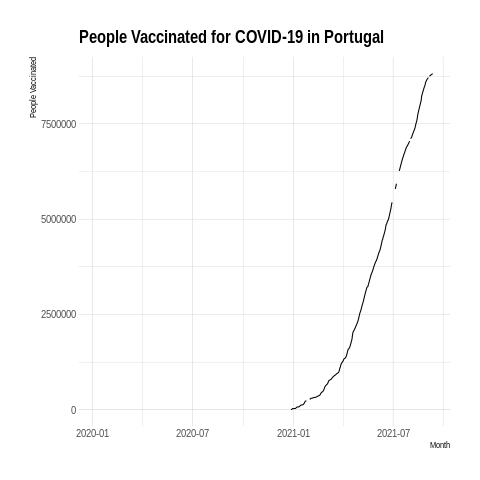 People Vaccinated for COVID-19 in Portugal
People Vaccinated
7500000
5000000
2500000
0
2020-01 2020-07 2021-01 2021-07
Month